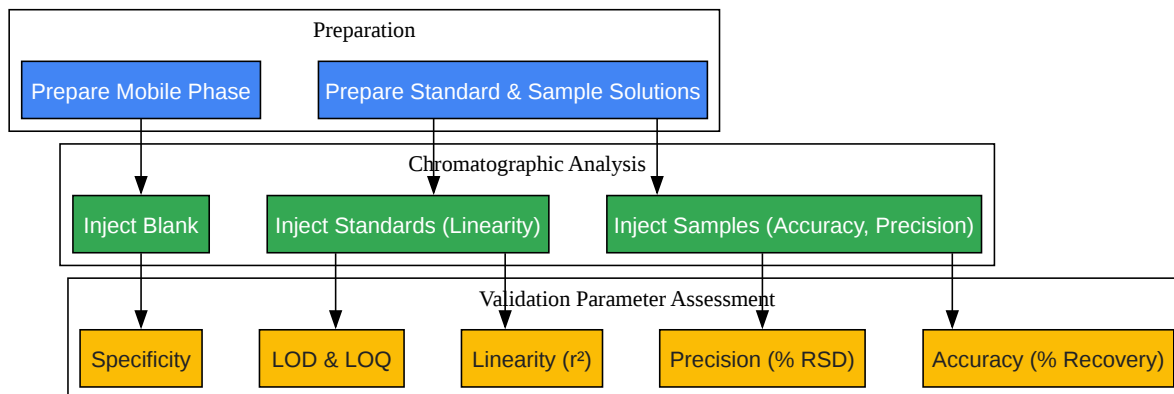 Preparation
Prepare Mobile Phase
Prepare Standard & Sample Solutions
Chromatographic Analysis
Inject Blank
Inject Standards (Linearity)
Inject Samples (Accuracy, Precision)
Validation Parameter Assessment
Specificity
LOD & LOQ
Linearity (r²)
Precision (% RSD)
Accuracy (% Recovery)